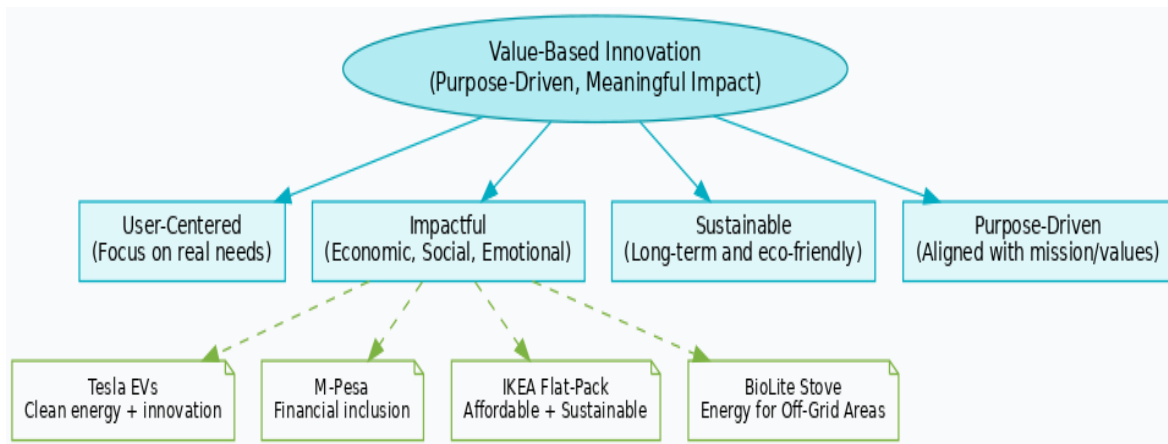 Value-Based Innovation
(Purpose-Driven, Meaningful Impact)
User-Centered
(Focus on real needs)
Impactful
(Economic, Social, Emotional)
Sustainable
(Long-term and eco-friendly)
Purpose-Driven
(Aligned with mission/values)
Tesla EVs
Clean energy + innovation
M-Pesa
Financial inclusion
IKEA Flat-Pack
Affordable + Sustainable
BioLite Stove
Energy for Off-Grid Areas